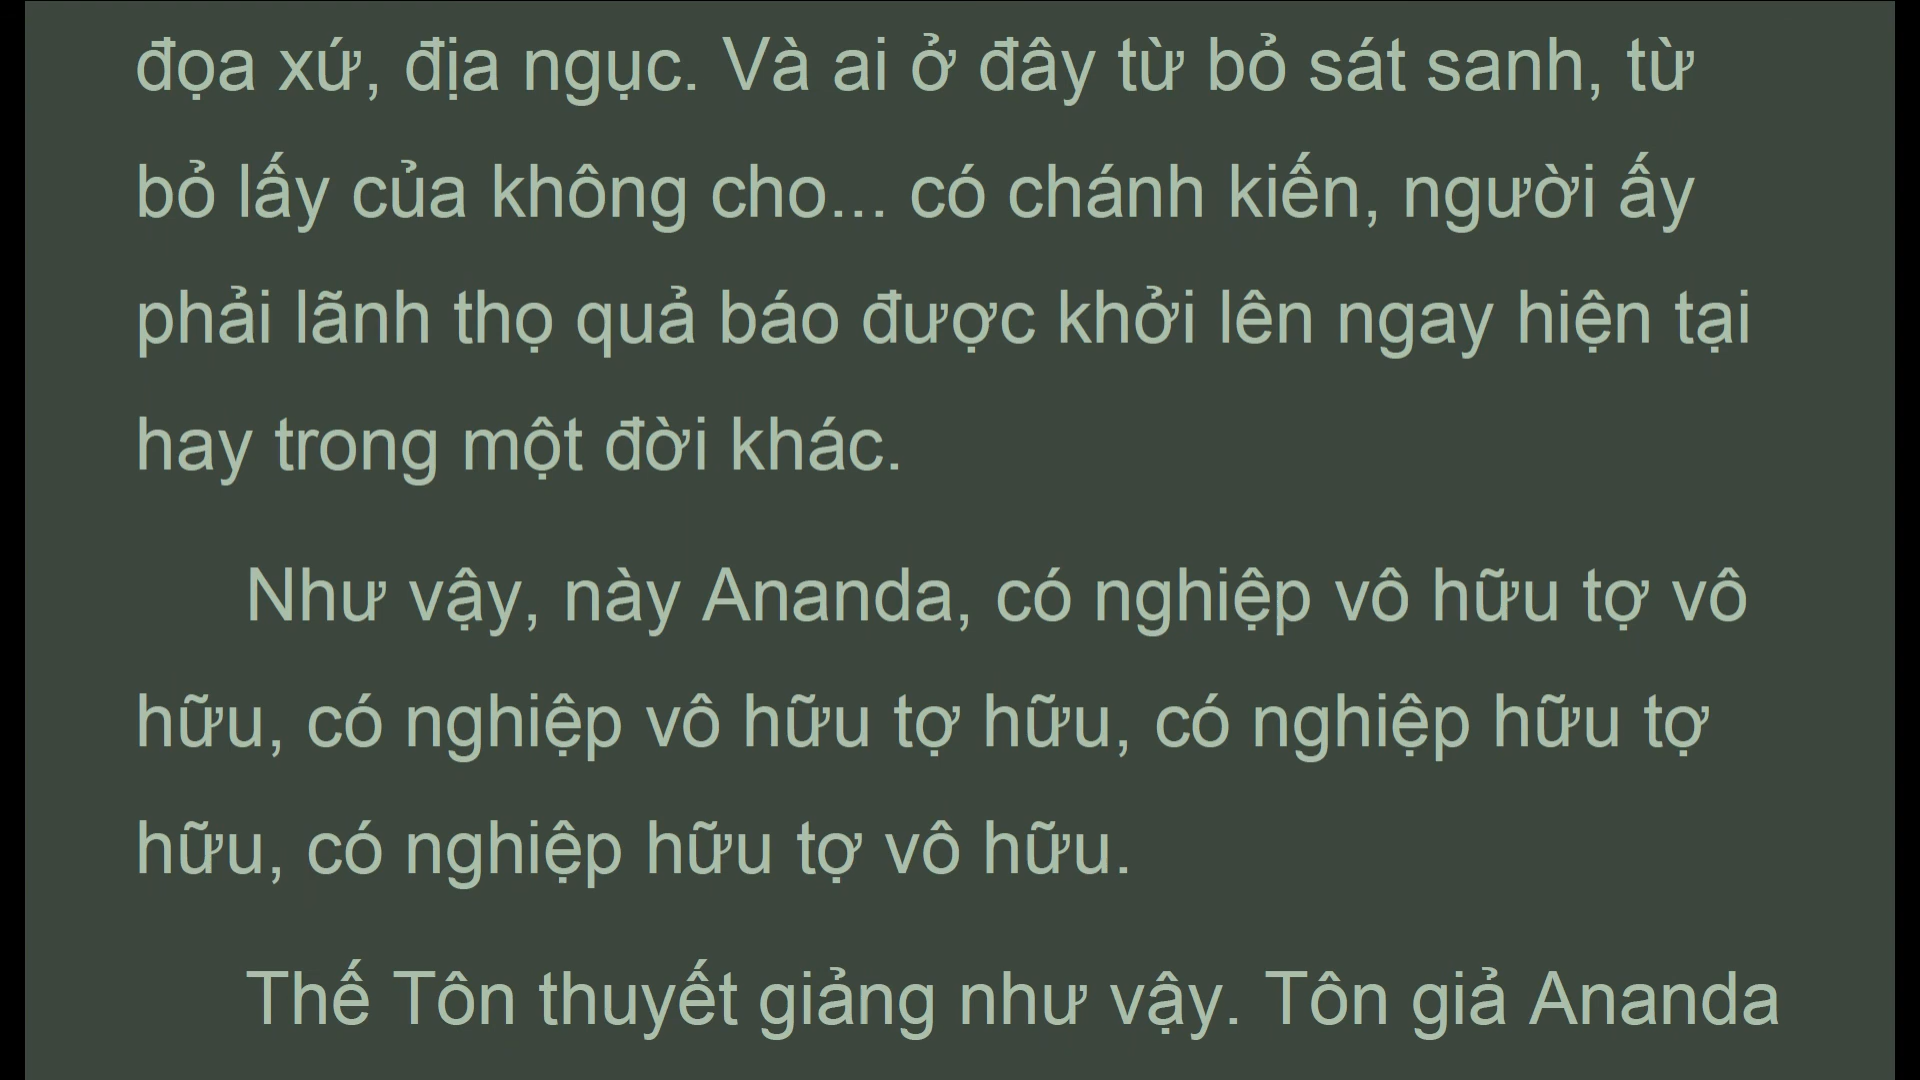 đọa xứ, địa ngục. Và ai ở đây từ bỏ sát sanh, từ
bỏ lấy của không cho... có chánh kiến, người ấy
phải lãnh thọ quả báo được khởi lên ngay hiện tại
hay trong một đời khác.
Như vậy, này Ananda, có nghiệp vô hữu tợ vô
hữu, có nghiệp vô hữu tợ hữu, có nghiệp hữu tợ
hữu, có nghiệp hữu tợ vô hữu.
Thế Tôn thuyết giảng như vậy. Tôn giả Ananda